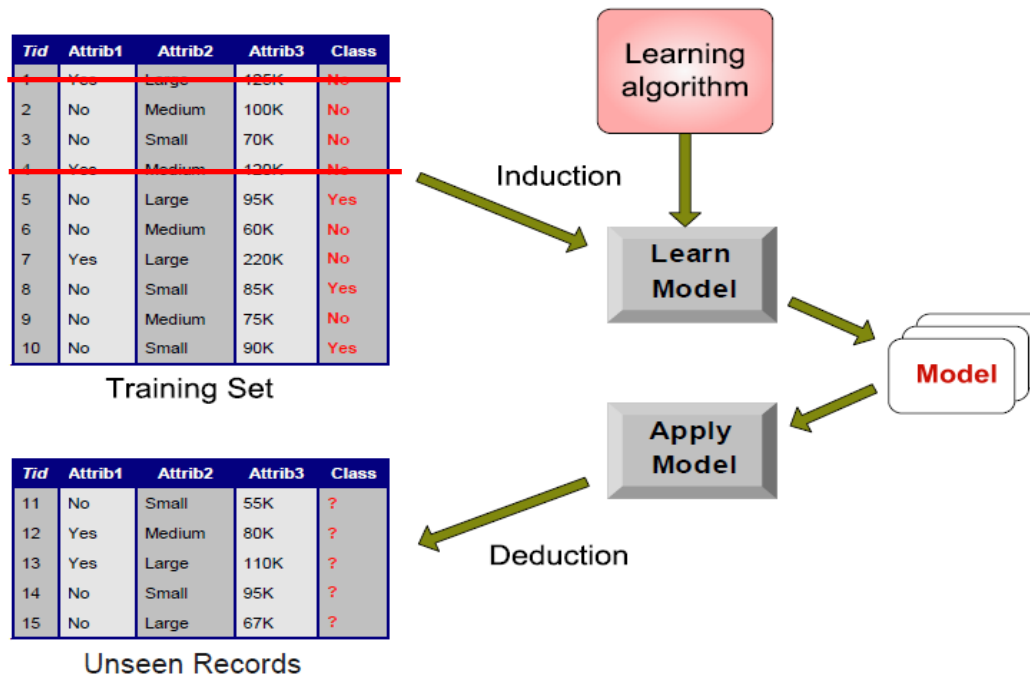 Tid Attrib1 Attrib2 Attrib3 Class
1 Yes Large 125K No
2 No Medium 100K No
3 No Small 70K No
4 Yes Medium 120K No
5 No Large 95K Yes
6 No Medium 60K No
7 Yes Large 220K No
8 No Small 85K Yes
9 No Medium 75K No
10 No Small 90K Yes
Training Set
Learning
algorithm
Induction
Learn
Model
Model
Apply
Model
Deduction
Tid Attrib1 Attrib2 Attrib3 Class
11 No Small 55K ?
12 Yes Medium 80K ?
13 Yes Large 110K ?
14 No Small 95K ?
15 No Large 67K ?
Unseen Records